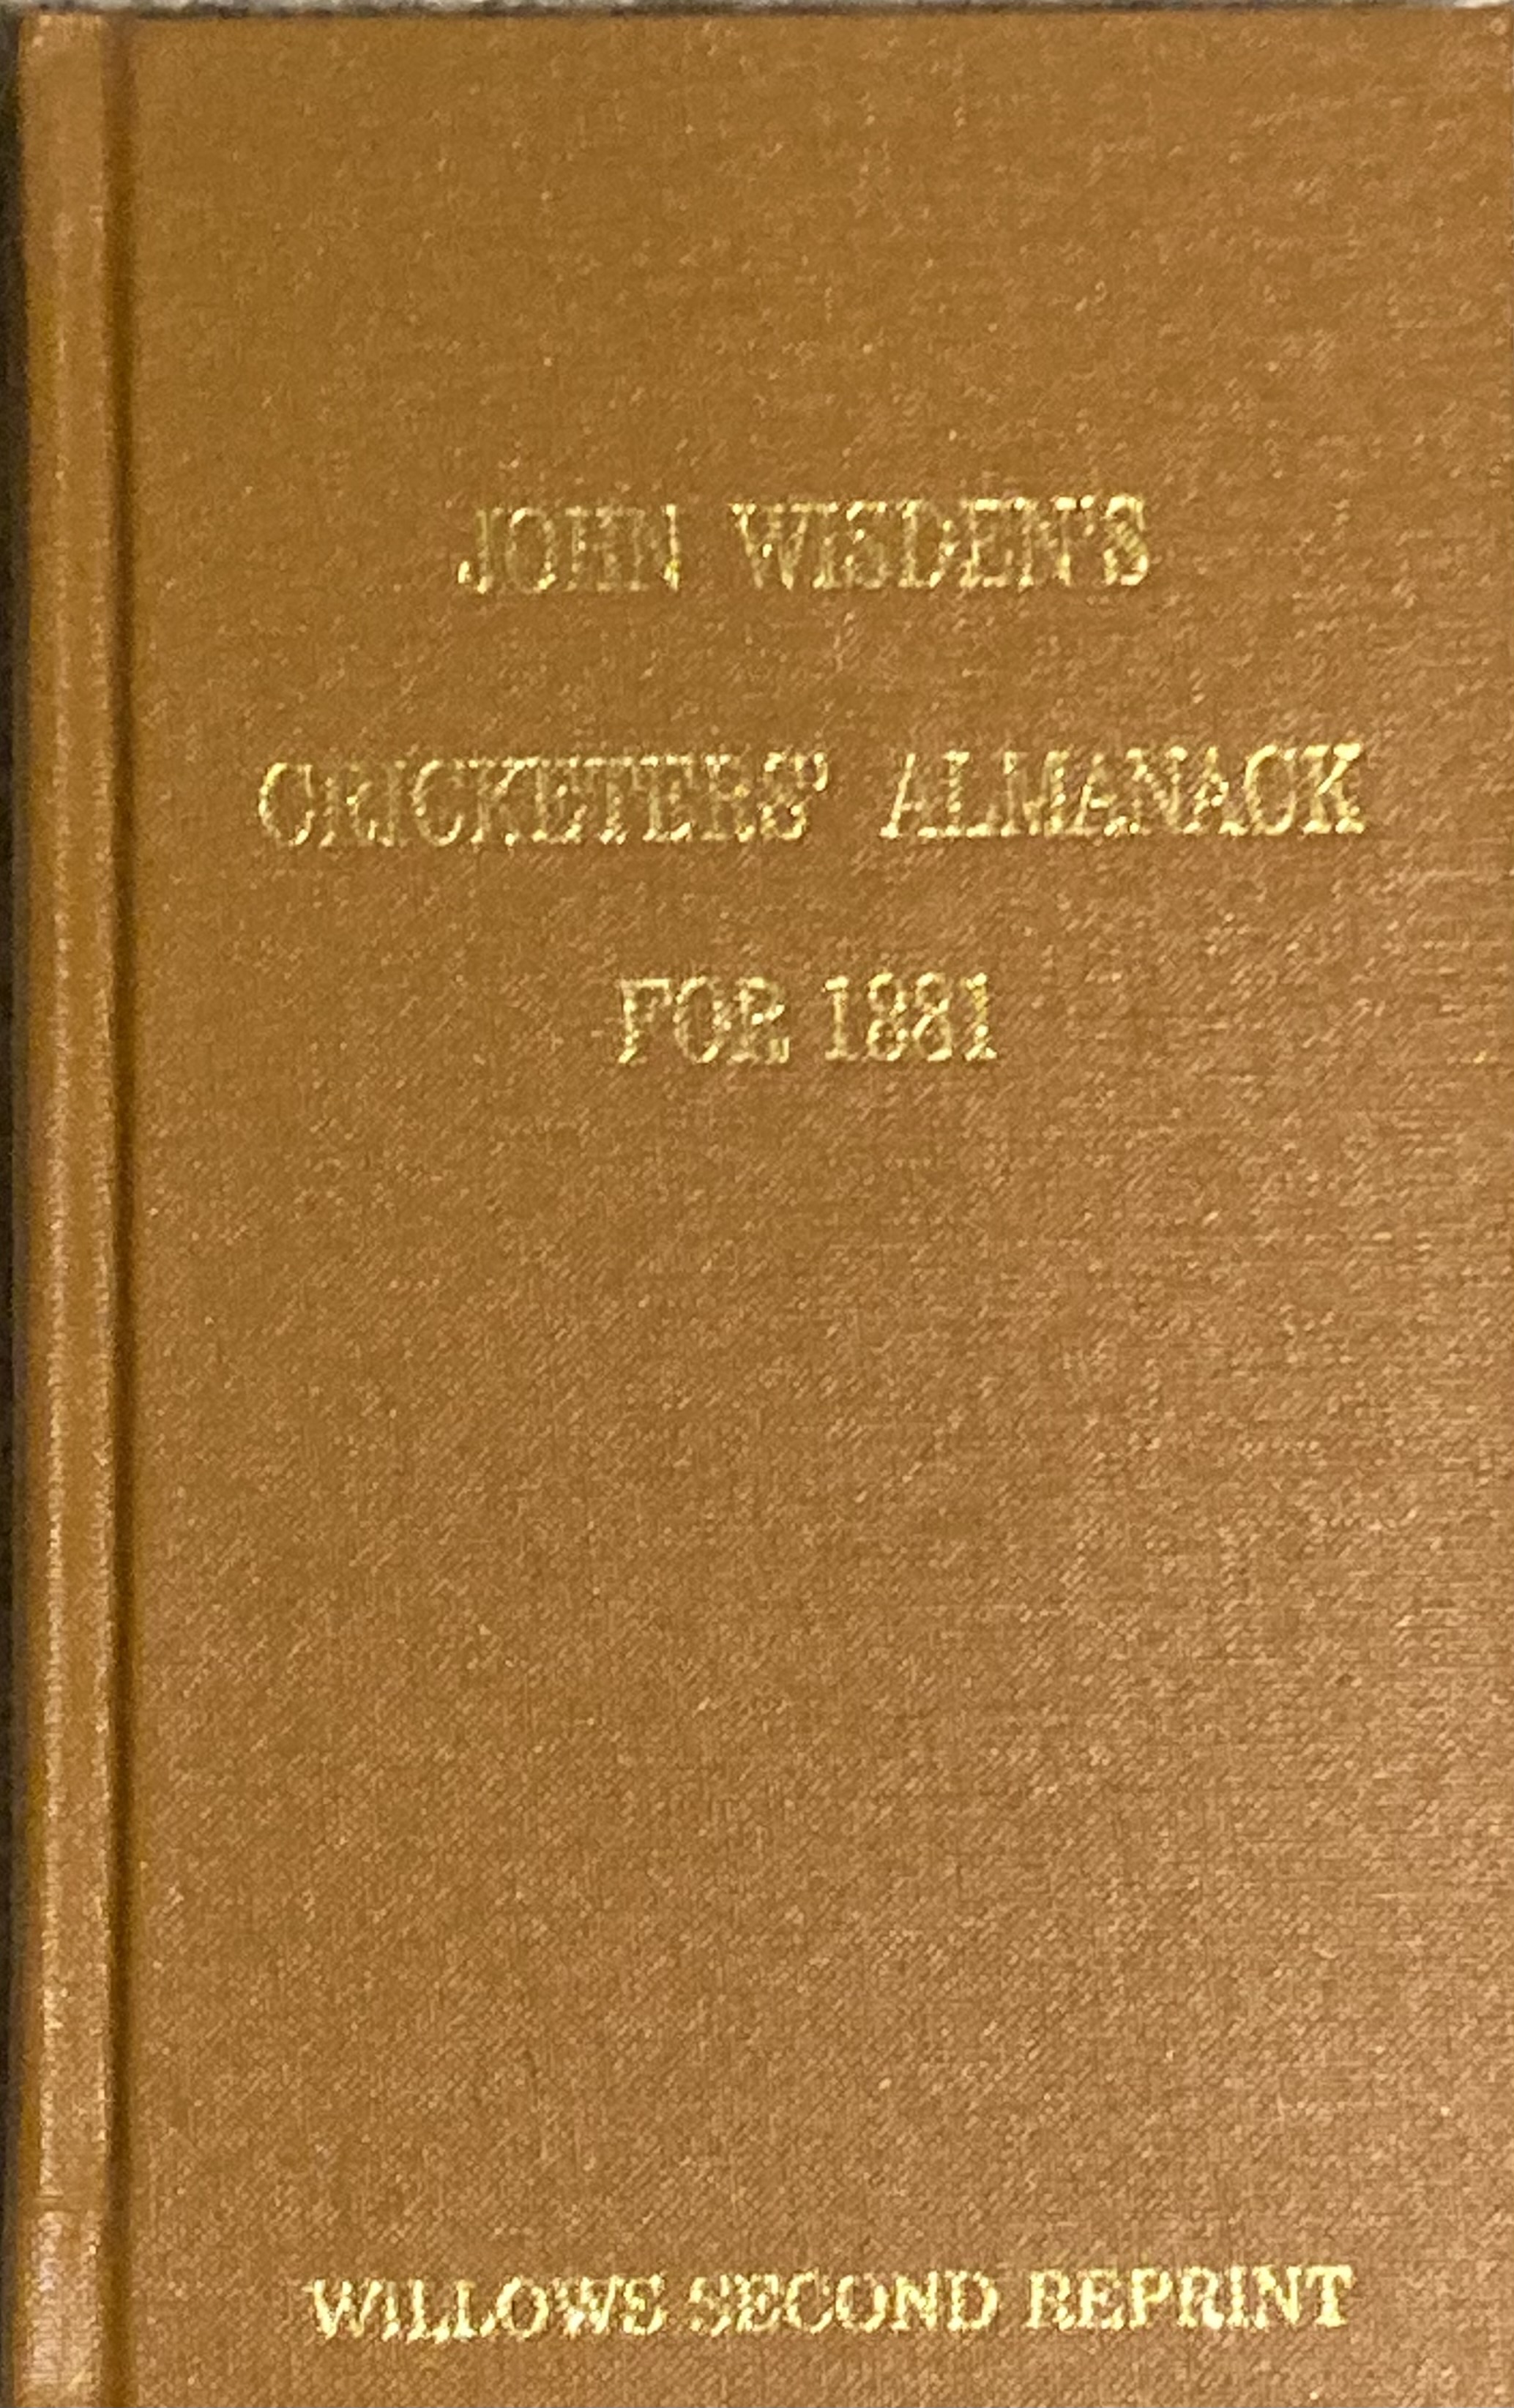 JOHN WISDEN'S
CRICKETERS' ALMANACK
FOR 1881
WILLOWS SECOND REPRINT